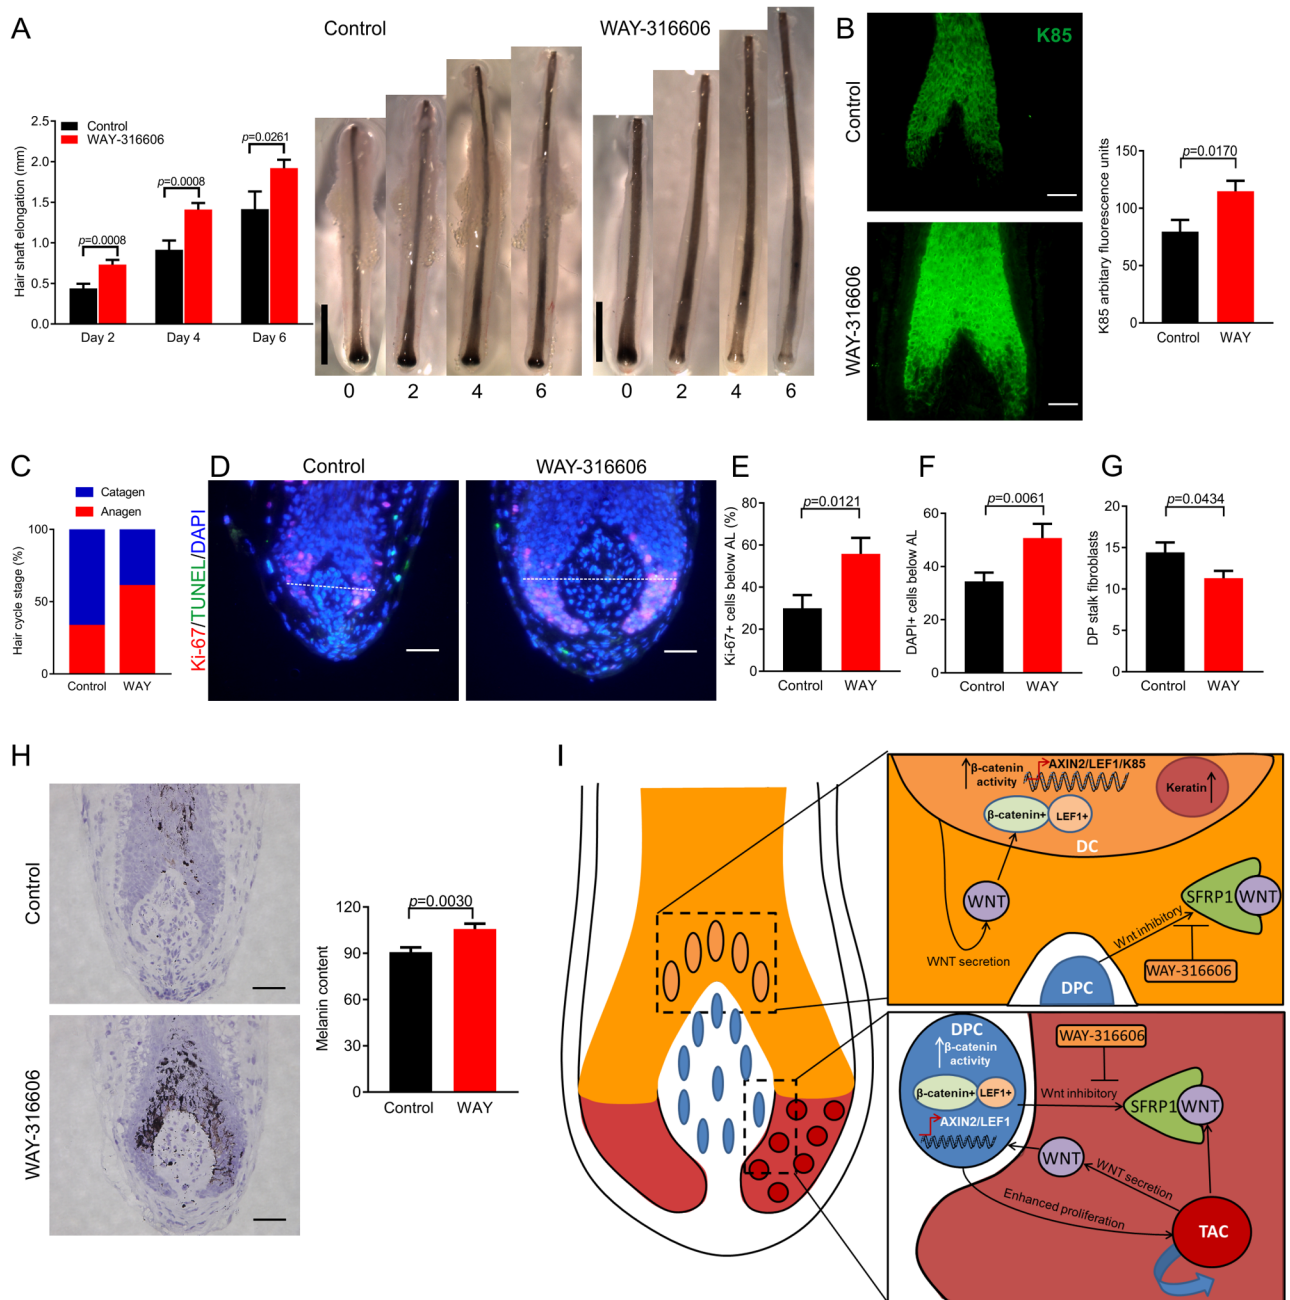 A
Control
WAY-316606
Hair shaft elongation (mm)
2.5
2.0
1.5
1.0
0.5
0.0
Control
WAY-316606
p=0.0008
p=0.0008
p=0.0261
Day 2
Day 4
Day 6
0
2
4
6
0
2
4
6
B
K85
Control
WAY-316606
K85 arbitary fluorescence units
150
100
50
0
p=0.0170
Control
WAY
C
Catagen
Anagen
Hair cycle stage (%)
100
50
0
Control
WAY
D
Control
WAY-316606
Ki-67/TUNEL/DAPI
E
Ki-67+ cells below AL (%)
80
60
40
20
0
p=0.0121
Control
WAY
F
DAPI+ cells below AL
60
40
20
0
p=0.0061
Control
WAY
G
DP stalk fibroblasts
20
15
10
5
0
p=0.0434
Control
WAY
H
Control
WAY-316606
Melanin content
120
90
60
30
0
p=0.0030
Control
WAY
I
β-catenin
activity
AXIN2/LEF1/K85
Keratin
β-catenin+
LEF1+
DC
WNT
WNT secretion
SFRP1
WNT
Wnt inhibitory
WAY-316606
DPC
DPC
β-catenin
activity
β-catenin+
LEF1+
AXIN2/LEF1
WAY-316606
Wnt inhibitory
SFRP1
WNT
WNT
WNT secretion
Enhanced proliferation
TAC